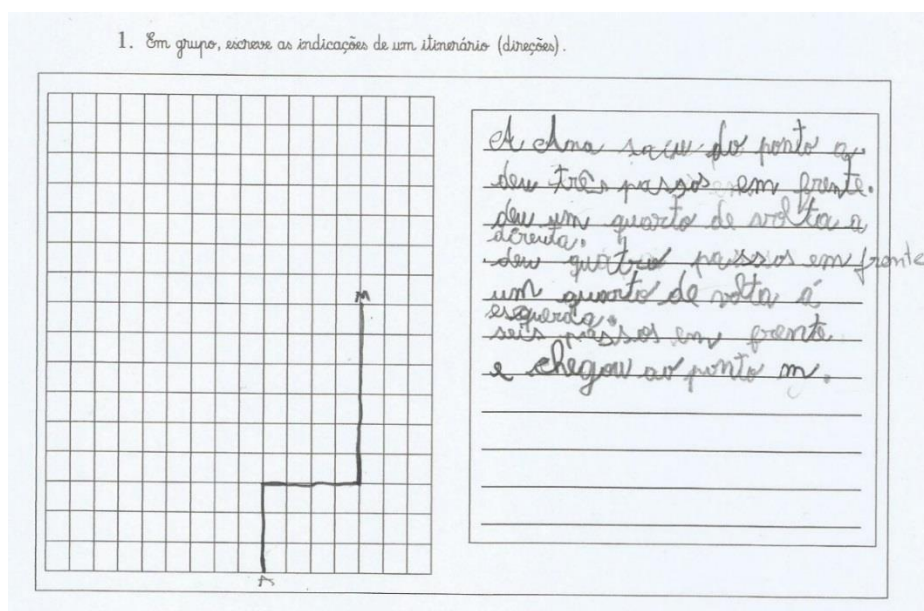 1. Em grupo, escreve as indicações de um itinerário (direções).
A Ana saiu do ponto a.
deu três passos em frente.
deu um quarto de volta a
direita.
deu quatro passsos em frente
um quarto de volta á
esquerda.
seis passos em frente
e chegou ao ponto m.
M
A